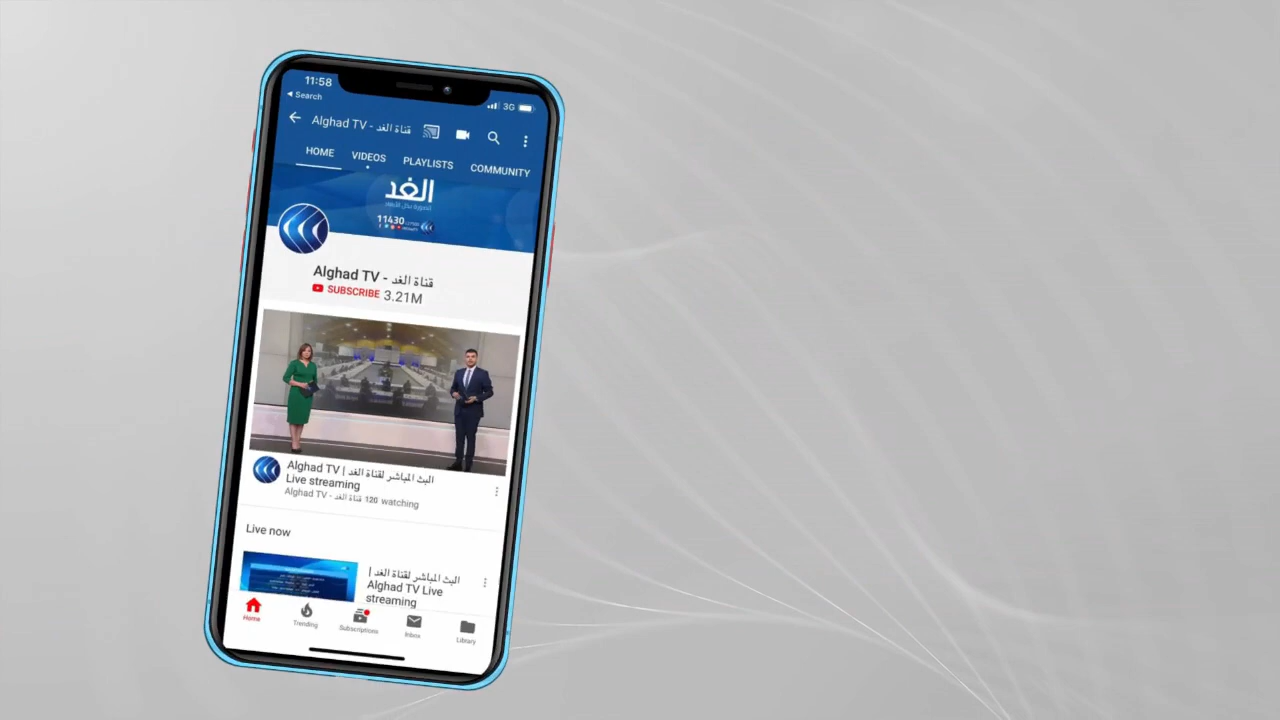 11:58
3G
Search
Alghad TV - قناة الغد
HOME VIDEOS PLAYLISTS COMMUNITY
الغد
11430
Alghad TV - قناة الغد
SUBSCRIBE 3.21M
Alghad TV | البث المباشر لقناة الغد
Live streaming
Alghad TV - قناة الغد 120 watching
Live now
البث المباشر لقناة الغد |
Alghad TV Live
streaming
Home Trending Subscriptions Inbox Library